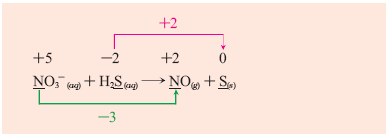 +2
+5 −2 +2 0
NO₃⁻ (aq) + H₂S (aq) ⟶ NO(g) + S(s)
−3